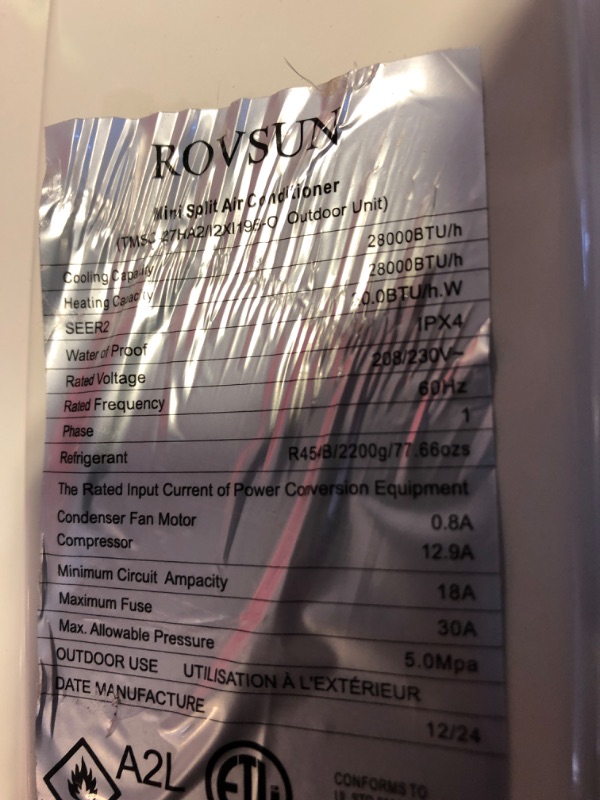 ROVSUN
Mini Split Air Conditioner
Outdoor Unit)
Cooling Capacity 28000BTU/h
Heating Capacity 28000BTU/h
SEER2
Water of Proof IPX4
Rated Voltage 208/230V~
Rated Frequency 60Hz
Phase 1
Refrigerant /2200g/77.66ozs
The Rated Input Current of Power Conversion Equipment
Condenser Fan Motor 0.8A
Compressor 12.9A
Minimum Circuit Ampacity 18A
Maximum Fuse 30A
Max. Allowable Pressure 5.0Mpa
OUTDOOR USE UTILISATION À L'EXTÉRIEUR
DATE MANUFACTURE 12/24
A2L
CONFORMS TO